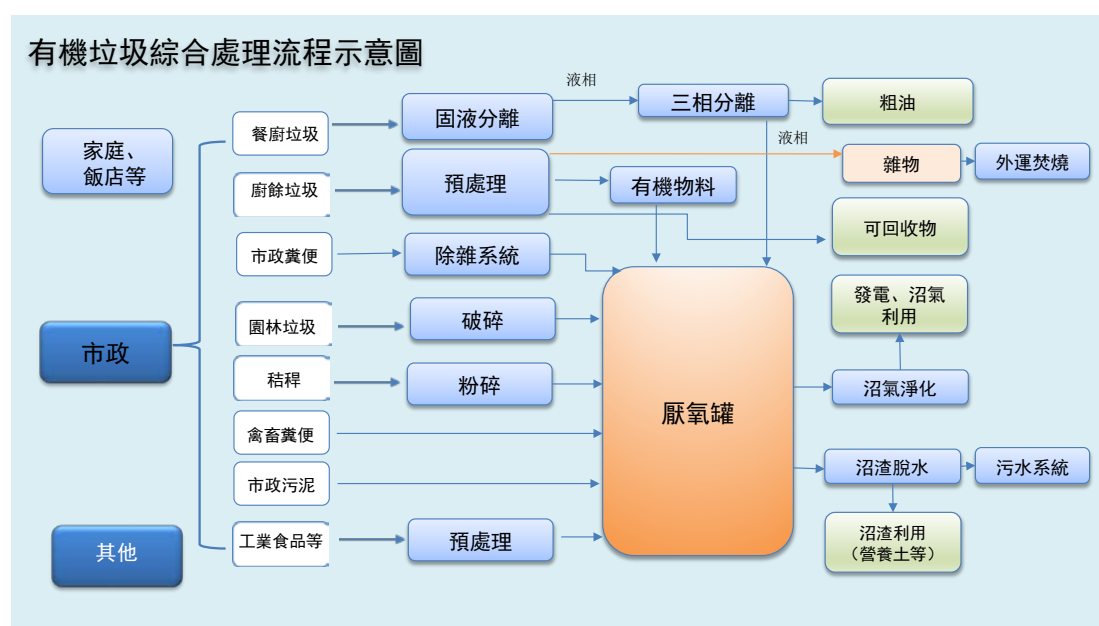 有機垃圾綜合處理流程示意圖
家庭、
飯店等
市政
其他
餐廚垃圾
廚餘垃圾
市政糞便
園林垃圾
秸稈
禽畜糞便
市政污泥
工業食品等
固液分離
預處理
除雜系統
破碎
粉碎
預處理
液相
三相分離
有機物料
液相
厭氧罐
粗油
雜物
外運焚燒
可回收物
發電、沼氣
利用
沼氣淨化
沼渣脫水
污水系統
沼渣利用
（營養土等）